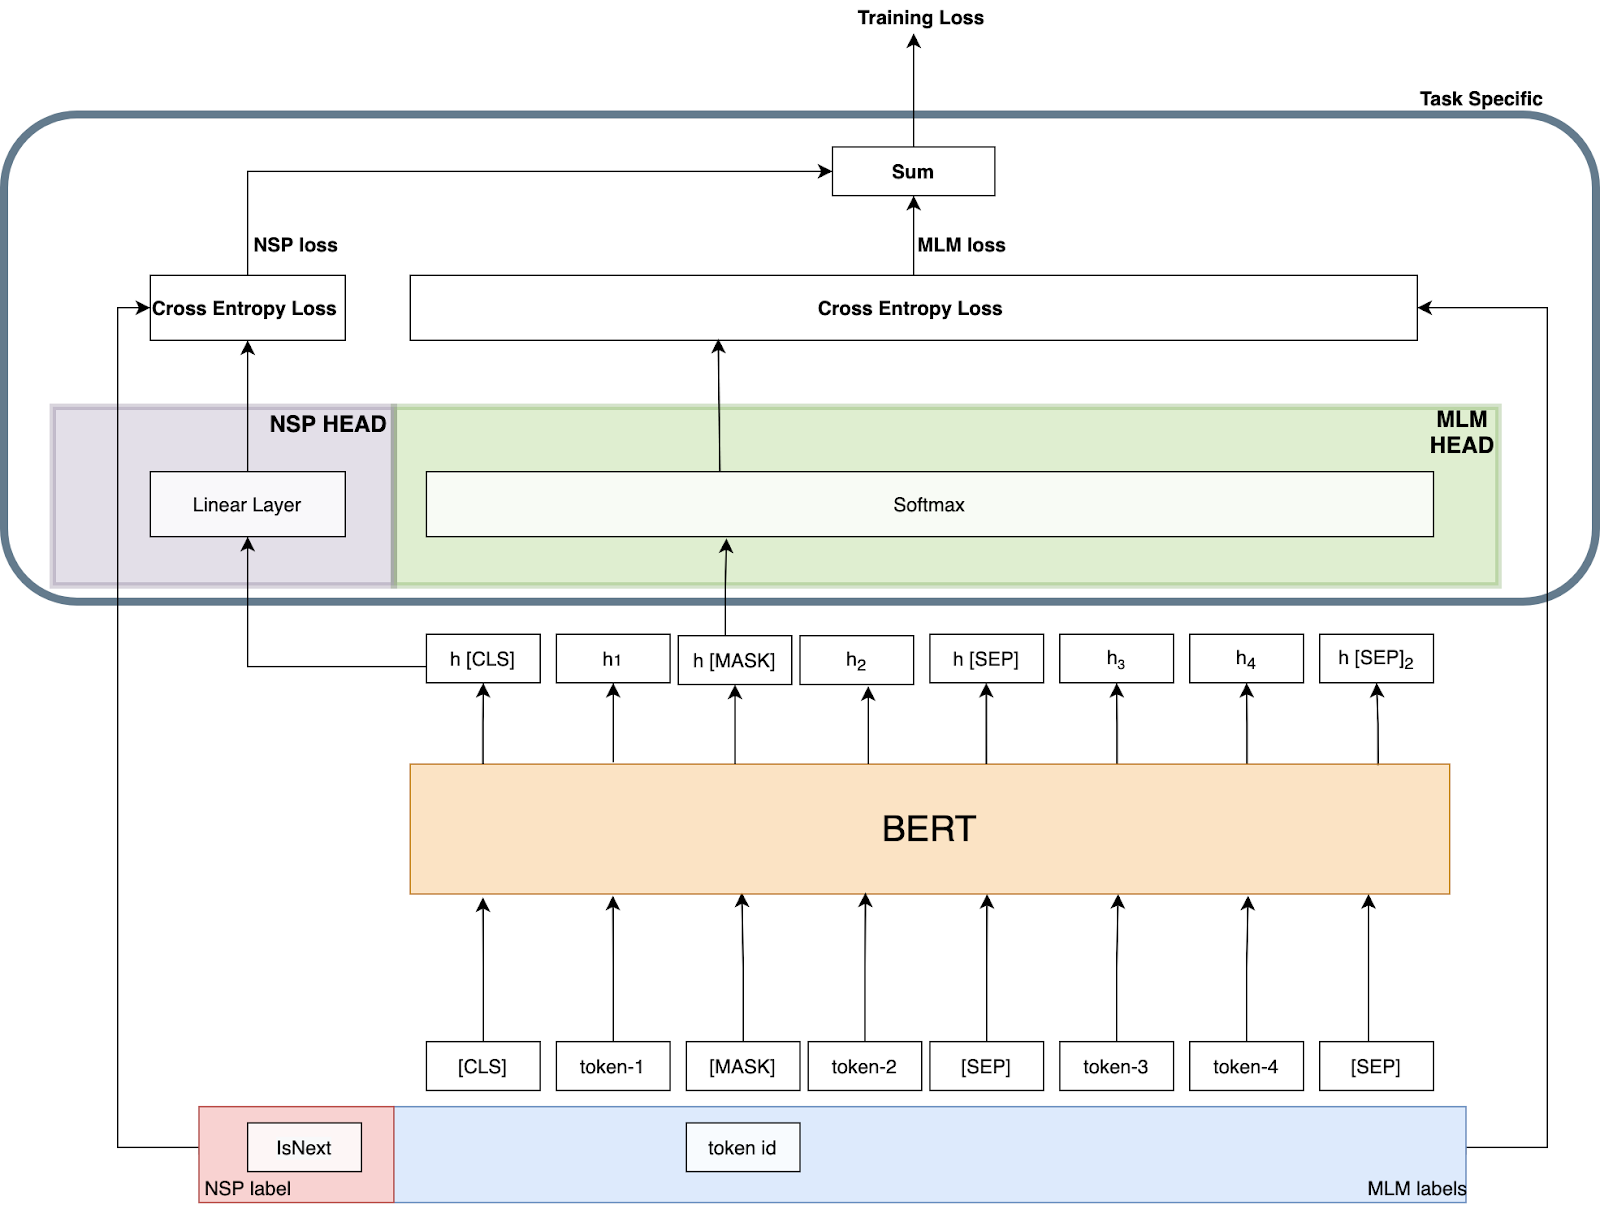 Training Loss
Task Specific
Sum
NSP loss
MLM loss
Cross Entropy Loss
Cross Entropy Loss
NSP HEAD
MLM
HEAD
Linear Layer
Softmax
h [CLS]
h1
h [MASK]
h2
h [SEP]
h3
h4
h [SEP]2
BERT
[CLS]
token-1
[MASK]
token-2
[SEP]
token-3
token-4
[SEP]
IsNext
token id
NSP label
MLM labels